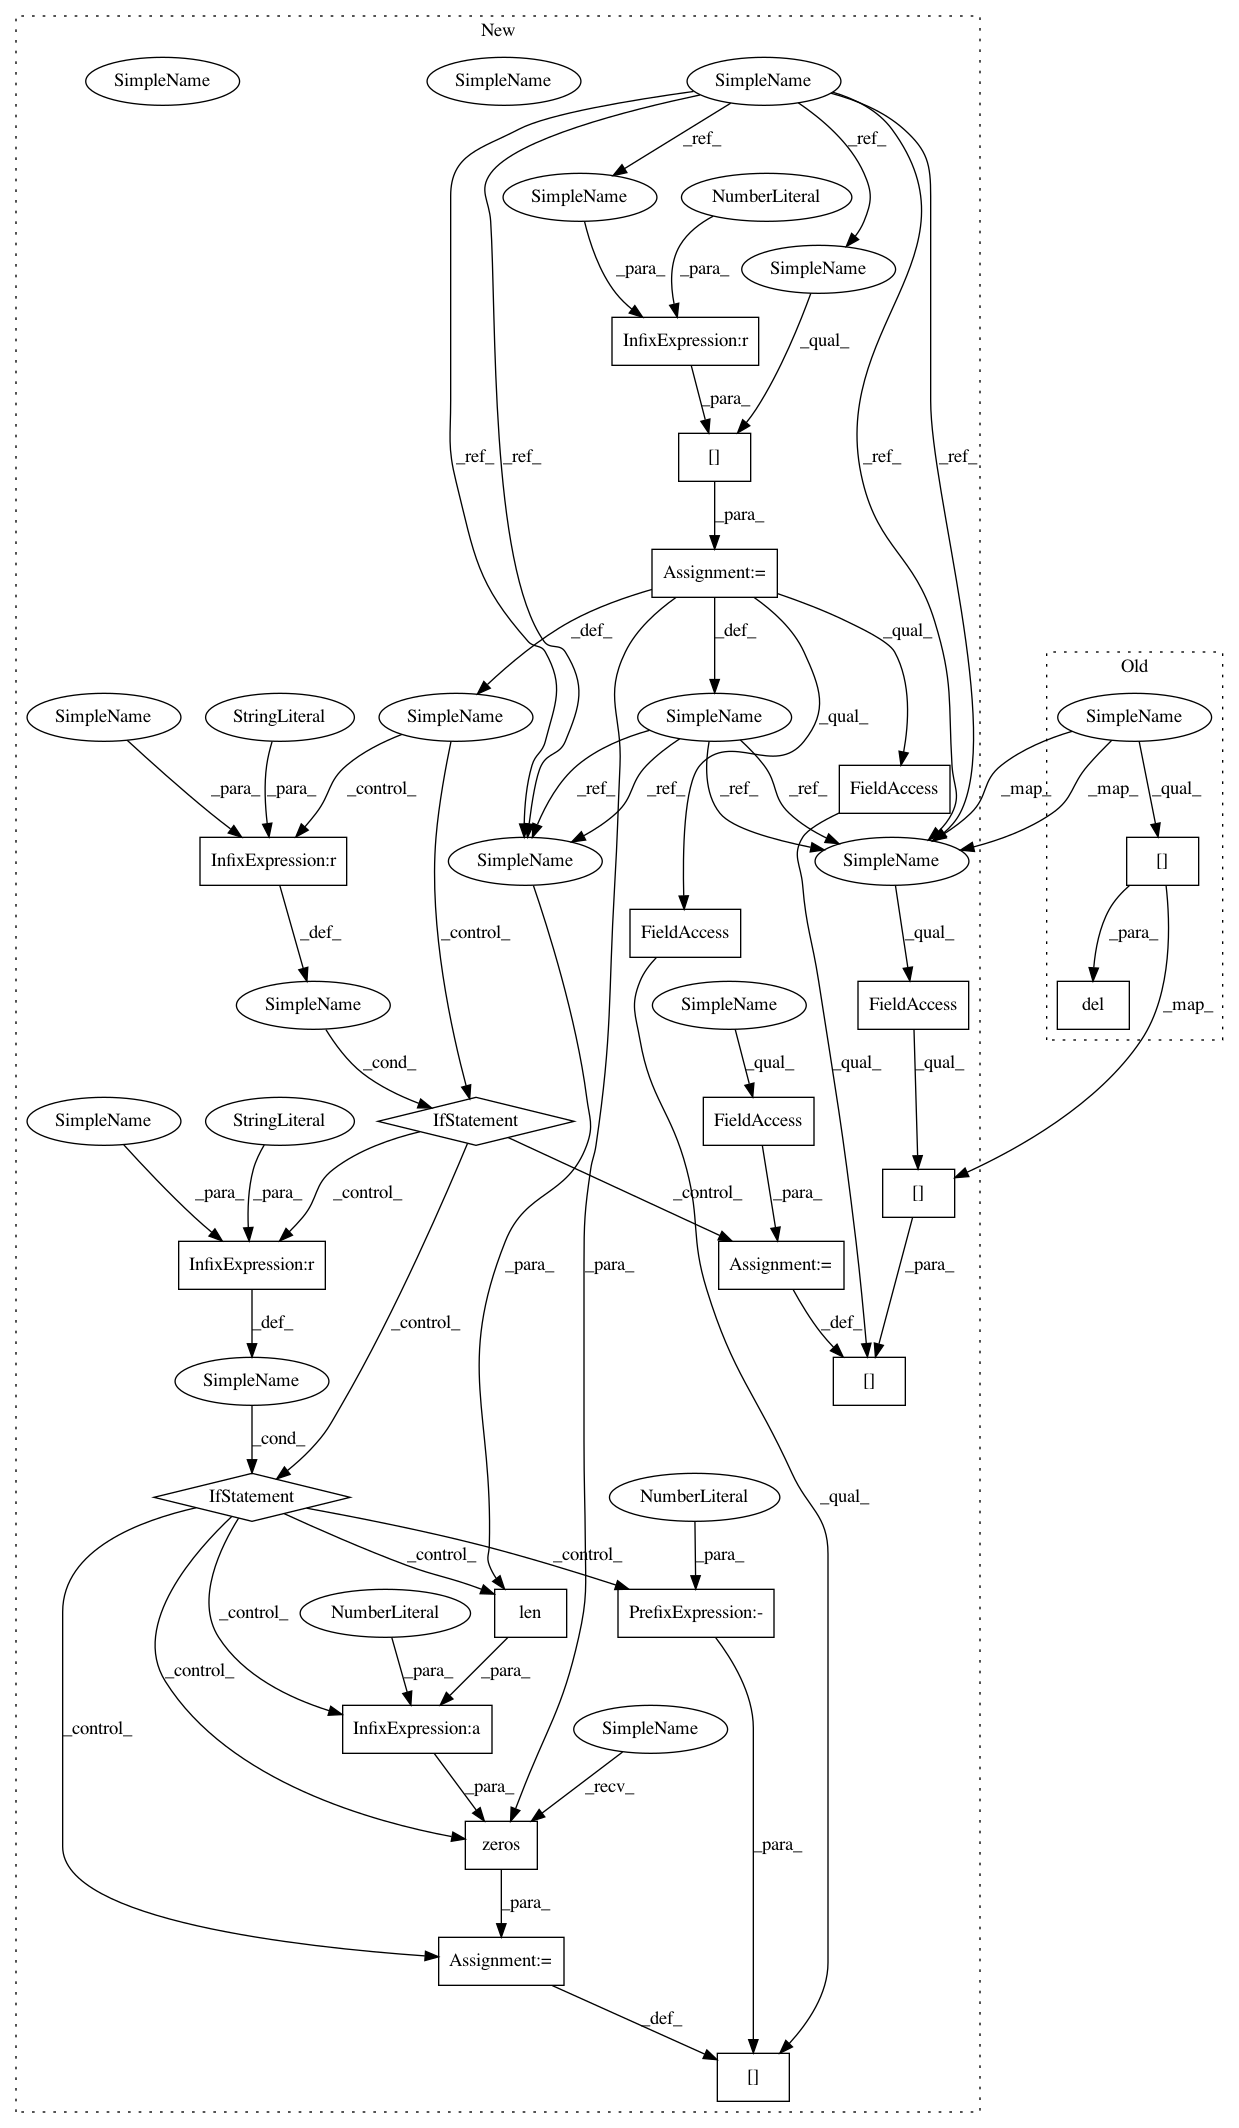 New
SimpleName
SimpleName
SimpleName
_ref_
_ref_
SimpleName
NumberLiteral
SimpleName
_para_
_para_
InfixExpression:r
_qual_
_para_
_ref_
_ref_
[]
_ref_
_ref_
_para_
Assignment:=
_def_
_def_
_qual_
Old
SimpleName
StringLiteral
SimpleName
SimpleName
_qual_
SimpleName
_para_
_para_
_control_
_ref_
_ref_
_ref_
_ref_
FieldAccess
_map_
_map_
_qual_
InfixExpression:r
SimpleName
SimpleName
[]
_def_
_control_
FieldAccess
_qual_
_para_
SimpleName
SimpleName
FieldAccess
del
_map_
_cond_
_qual_
_qual_
_qual_
SimpleName
StringLiteral
IfStatement
FieldAccess
_para_
_para_
_control_
_control_
_para_
[]
InfixExpression:r
_para_
_para_
Assignment:=
_para_
_def_
_control_
_def_
SimpleName
[]
_cond_
IfStatement
NumberLiteral
_qual_
_control_
_control_
_para_
_control_
NumberLiteral
len
PrefixExpression:-
_control_
_para_
_para_
_control_
InfixExpression:a
SimpleName
_para_
_recv_
zeros
_para_
_para_
Assignment:=
_def_
[]